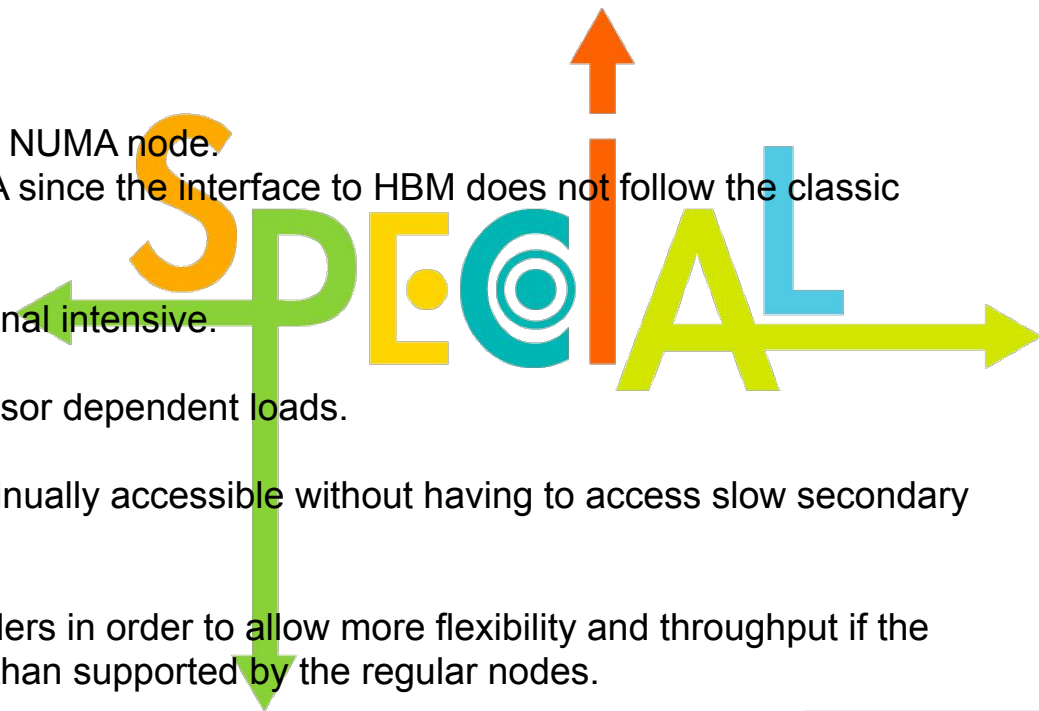 NUMA node.
since the interface to HBM does not follow the classic
SPECIAL
nal intensive.
sor dependent loads.
inually accessible without having to access slow secondary
lers in order to allow more flexibility and throughput if the
han supported by the regular nodes.